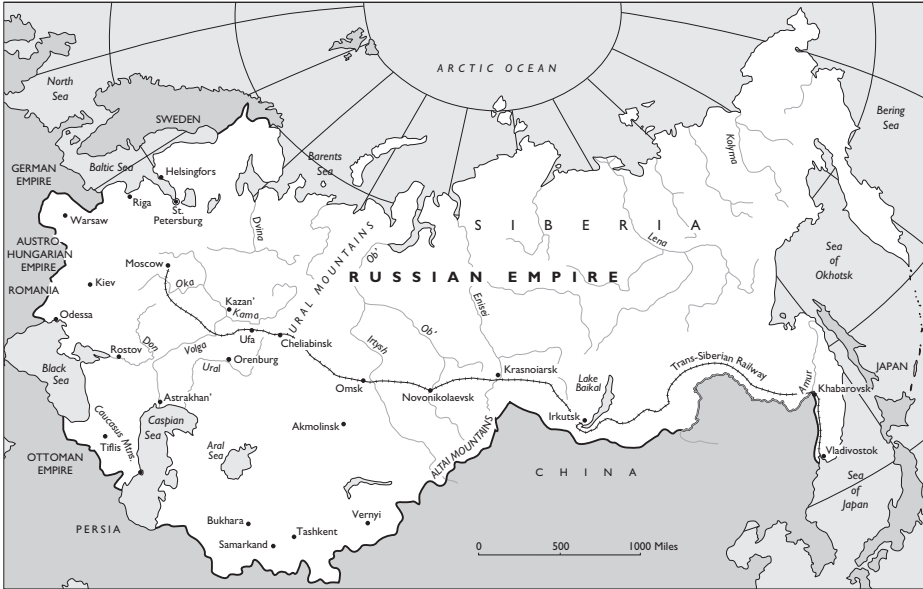 ARCTIC OCEAN
North
Sea
SWEDEN
Barents
Sea
Bering
Sea
Kolyma
Baltic Sea
Helsingfors
GERMAN
EMPIRE
Riga
St.
Petersburg
Warsaw
Dvina
SIBERIA
Lena
AUSTRO
HUNGARIAN
EMPIRE
Moscow
URAL MOUNTAINS
Ob'
RUSSIAN EMPIRE
Sea
of
Okhotsk
ROMANIA
Kiev
Oka
Kazan'
Kama
Enisei
Odessa
Don
Volga
Ufa
Cheliabinsk
Irtysh
Ob'
Rostov
Ural
Orenburg
Black
Sea
Omsk
Novonikolaevsk
Krasnoiarsk
Lake
Baikal
Trans-Siberian Railway
Amur
JAPAN
Khabarovsk
Astrakhan'
Caspian
Sea
Caucasus Mtns.
Tiflis
Akmolinsk
Irkutsk
Aral
Sea
ALTAI MOUNTAINS
OTTOMAN
EMPIRE
CHINA
Vladivostok
Sea
of
Japan
PERSIA
Bukhara
Vernyi
Tashkent
Samarkand
0 500 1000 Miles